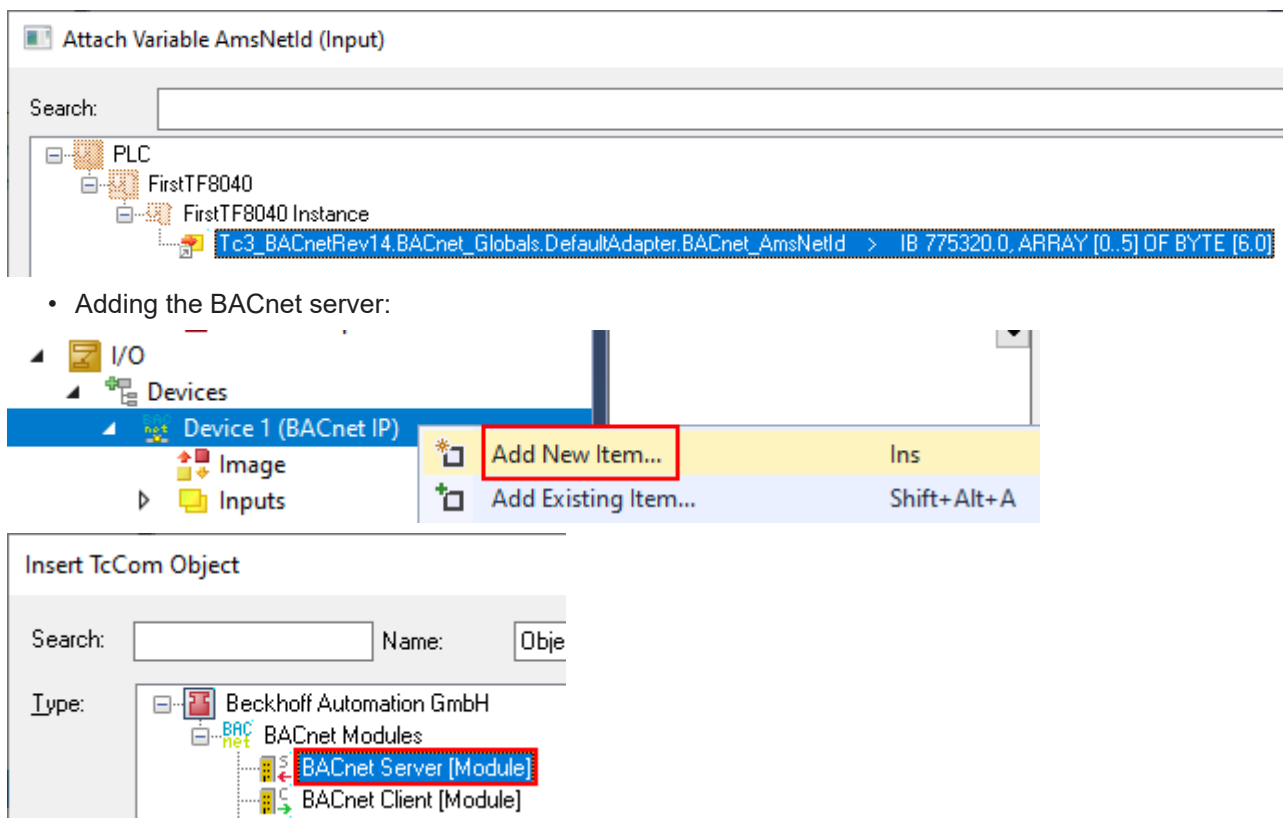 Attach Variable AmsNetId (Input)
Search:
PLC
FirstTF8040
FirstTF8040 Instance
Tc3_BACnetRev14.BACnet_Globals.DefaultAdapter.BACnet_AmsNetId > IB 775320.0, ARRAY [0..5] OF BYTE [6.0]
• Adding the BACnet server:
I/O
Devices
Device 1 (BACnet IP)
Add New Item... Ins
Image
Inputs
Add Existing Item... Shift+Alt+A
Insert TcCom Object
Search: Name: Obje
Type: Beckhoff Automation GmbH
BACnet Modules
BACnet Server [Module]
BACnet Client [Module]